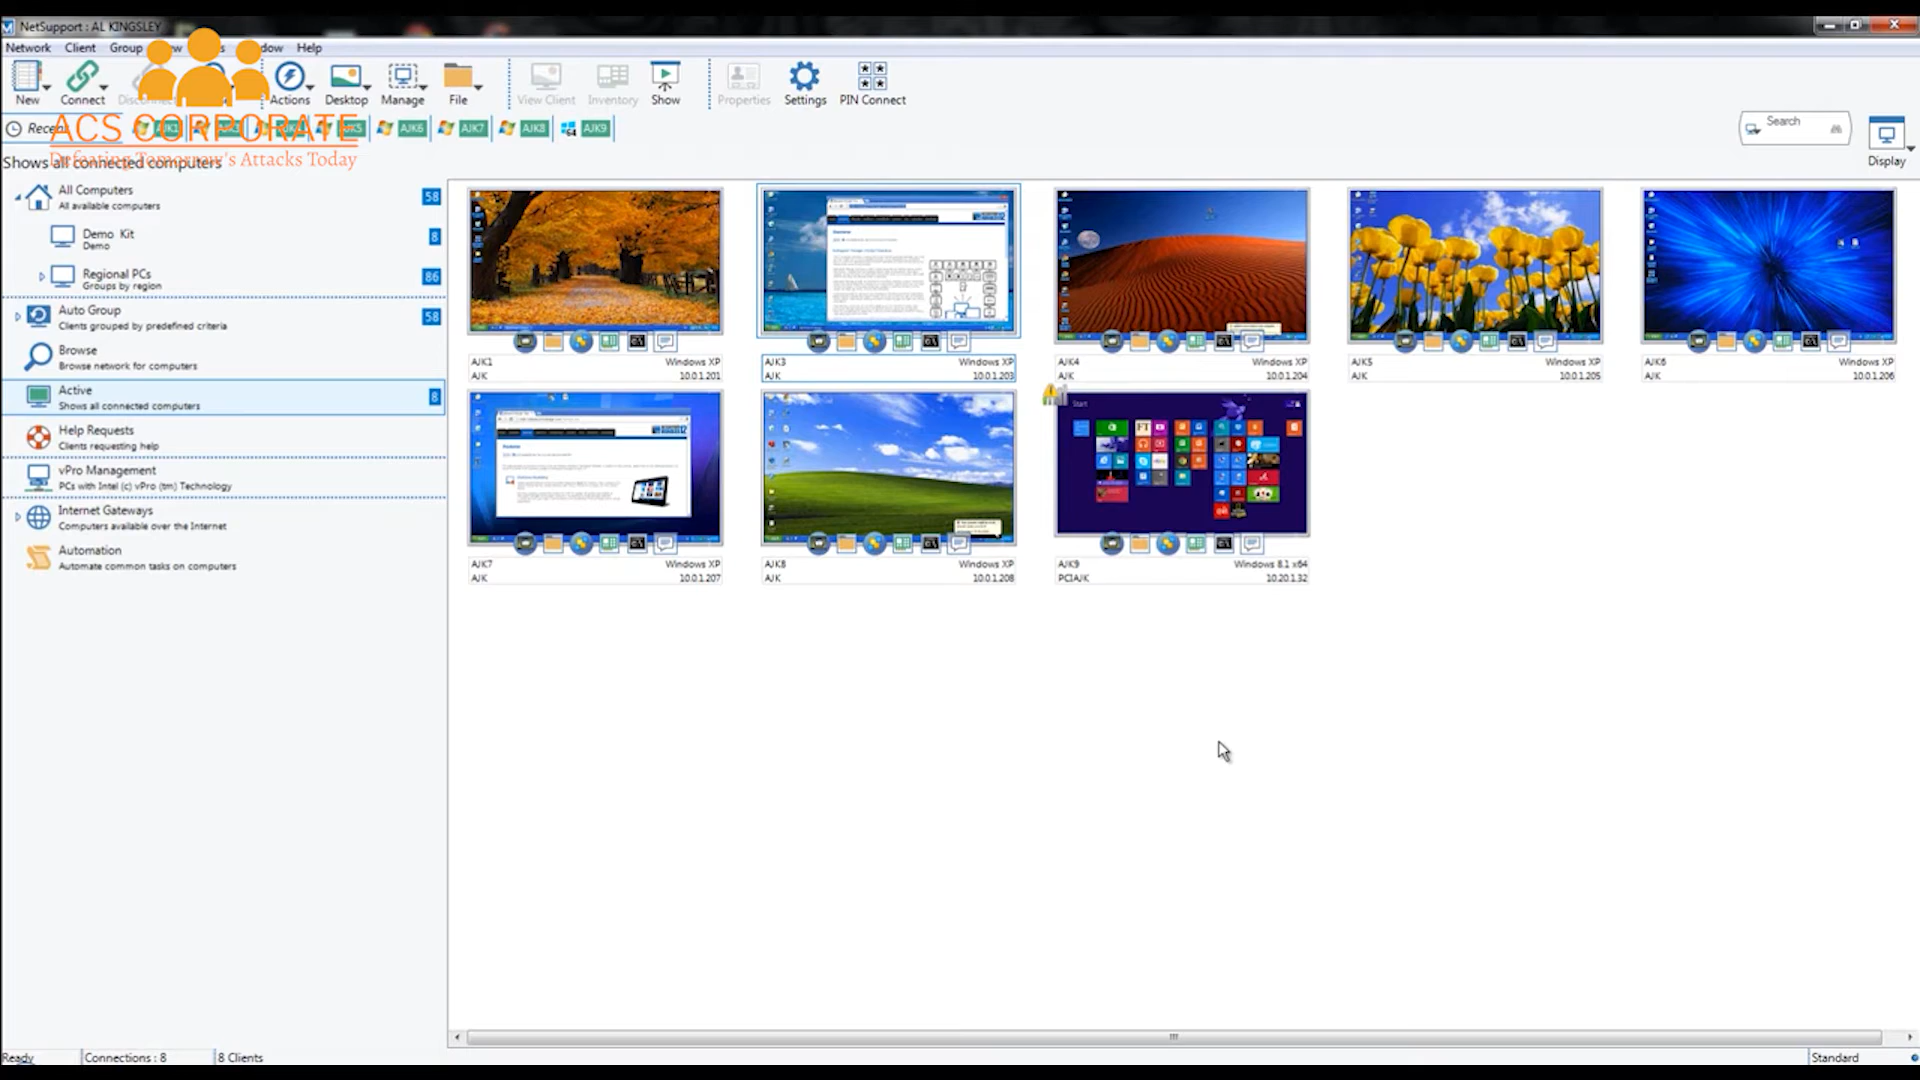 NetSupport : AL KINGSLEY
Network Client Group Help
New Connect Actions Desktop Manage File View Client Inventory Show Properties Settings PIN Connect
Recent AJK1 AJK5 AJK6 AJK7 AJK8 AJK9
Search
Display
ACS CORPORATE
Defeating Tomorrow's Attacks Today
Shows all connected computers
All Computers 58
All available computers
Demo Kit 8
Demo
Regional PCs 86
Groups by region
Auto Group 58
Clients grouped by predefined criteria
Browse
Browse network for computers
Active 8
Shows all connected computers
Help Requests
Clients requesting help
vPro Management
PCs with Intel (c) vPro (tm) Technology
Internet Gateways
Computers available over the Internet
Automation
Automate common tasks on computers
AJK1 Windows XP
AJK 10.0.1.201
AJK3 Windows XP
AJK 10.0.1.203
AJK4 Windows XP
AJK 10.0.1.204
AJK5 Windows XP
AJK 10.0.1.205
AJK6 Windows XP
AJK 10.0.1.206
Start
AJK7 Windows XP
AJK 10.0.1.207
AJK8 Windows XP
AJK 10.0.1.208
AJK9 Windows 8.1 x64
PCIAJK 10.20.1.32
Ready Connections : 8 8 Clients Standard